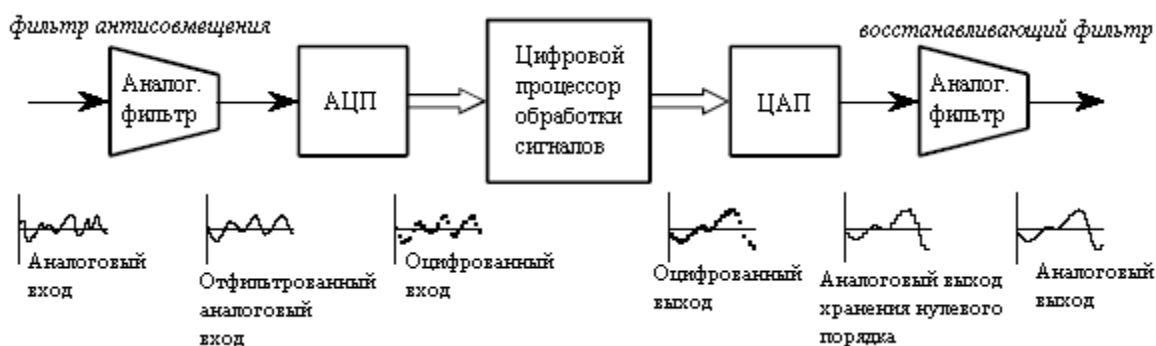 фильтр антисовмещения
восстанавливающий фильтр
Аналог.
фильтр
АЦП
Цифровой
процессор
обработки
сигналов
ЦАП
Аналог.
фильтр
Аналоговый
вход
Отфильтрованный
аналоговый
вход
Оцифрованный
вход
Оцифрованный
выход
Аналоговый выход
хранения нулевого
порядка
Аналоговый
выход